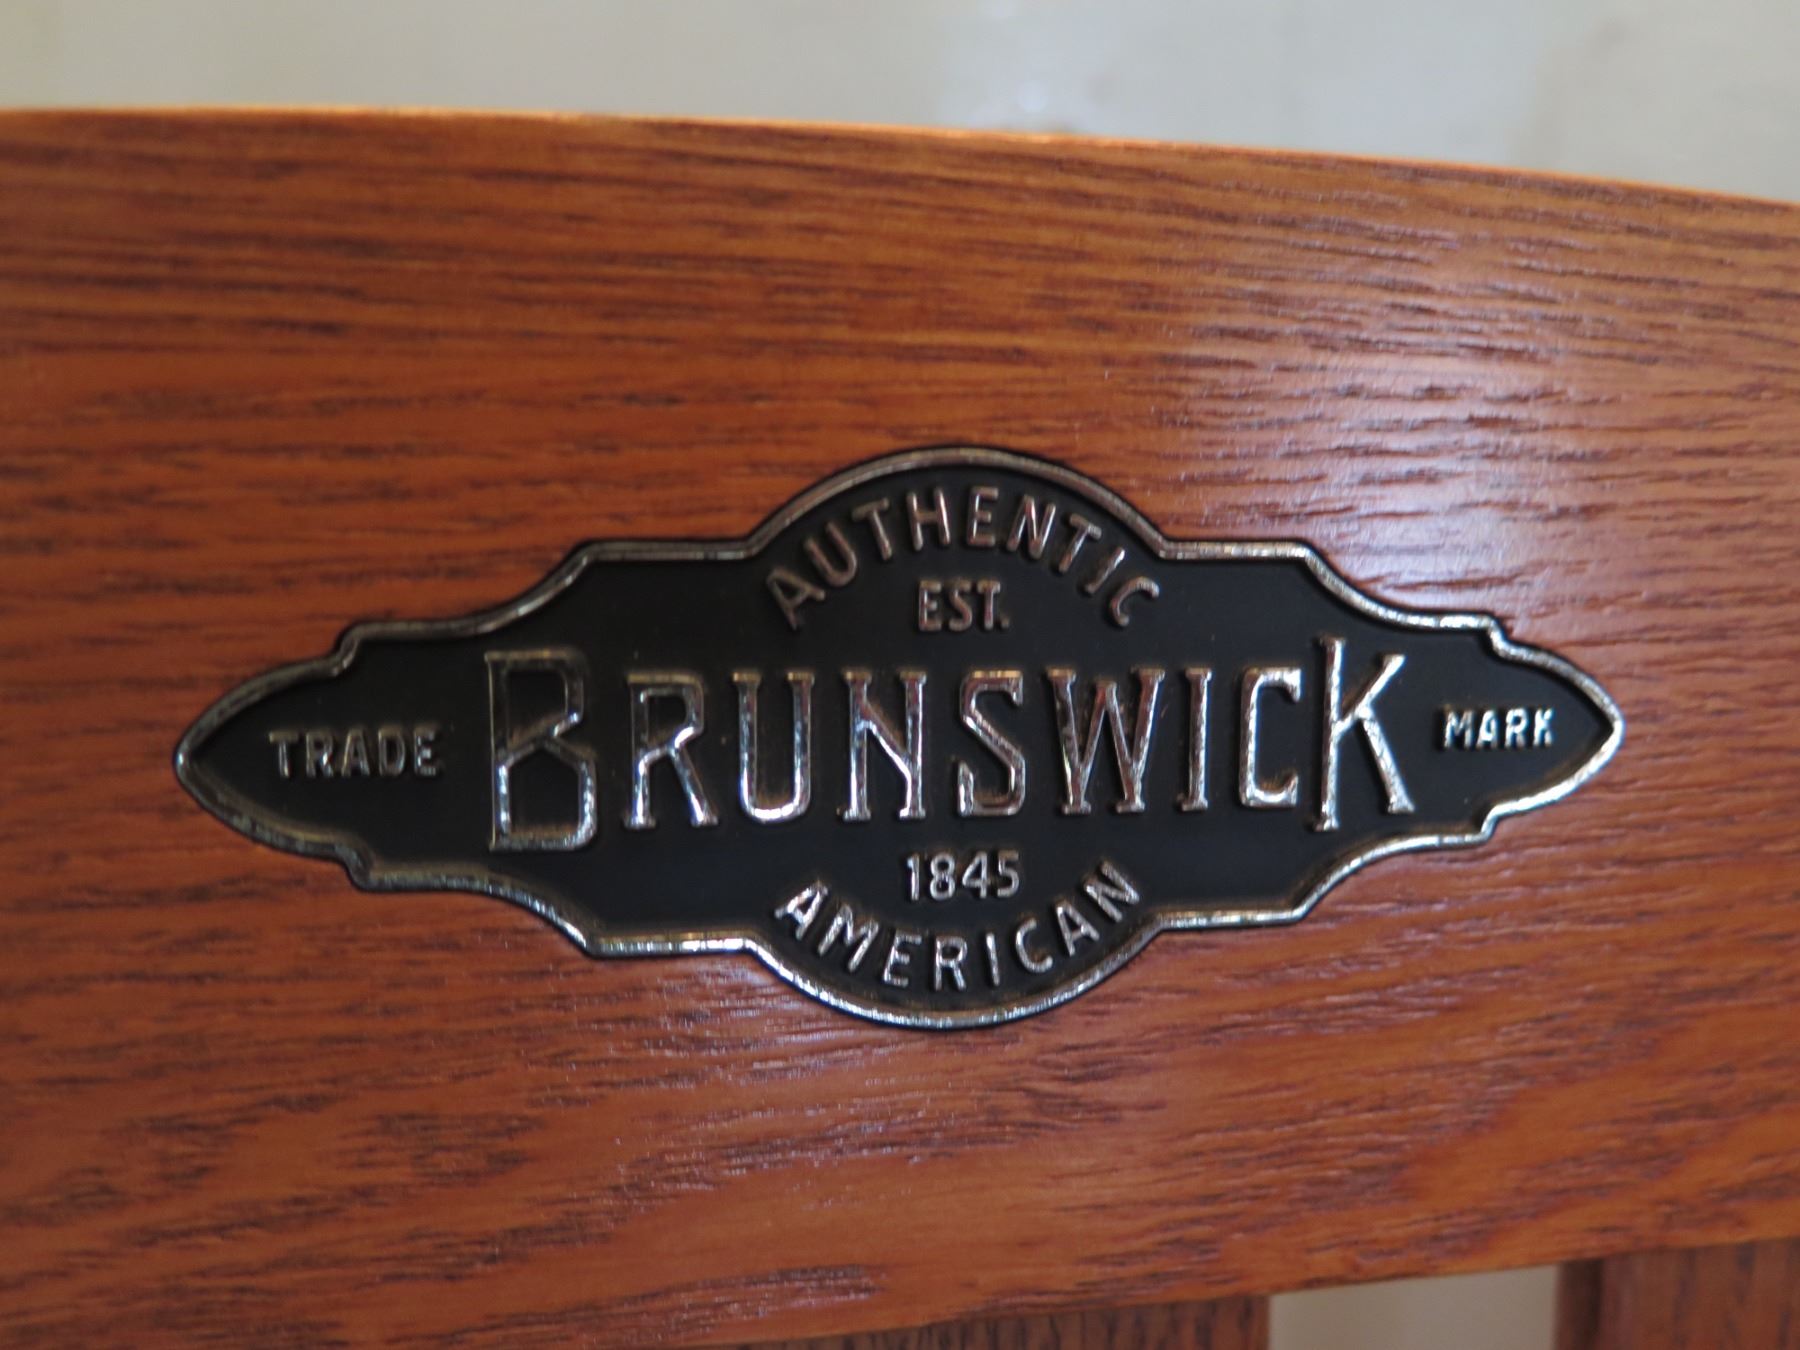 AUTHENTIC
EST.
TRADE BRUNSWICK MARK
1845
AMERICAN